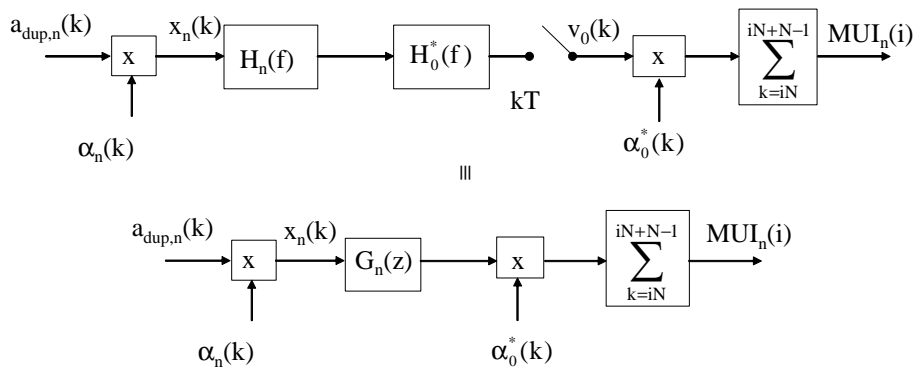 a_dup,n(k)
x_n(k)
x
α_n(k)
H_n(f)
H_0^*(f)
kT
v_0(k)
x
α_0^*(k)
iN+N−1
∑
k=iN
MUI_n(i)
≡
a_dup,n(k)
x_n(k)
x
α_n(k)
G_n(z)
x
α_0^*(k)
iN+N−1
∑
k=iN
MUI_n(i)